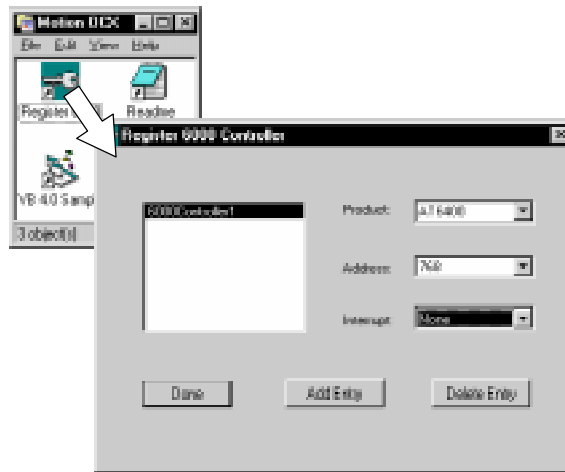 Motion OCX
File Edit View Help
Register
Readme
VB 4.0 Samp
3 object(s)
Register 6000 Controller
6000Controller1
Product: AT6400
Address: 768
Interrupt: None
Done Add Entry Delete Entry